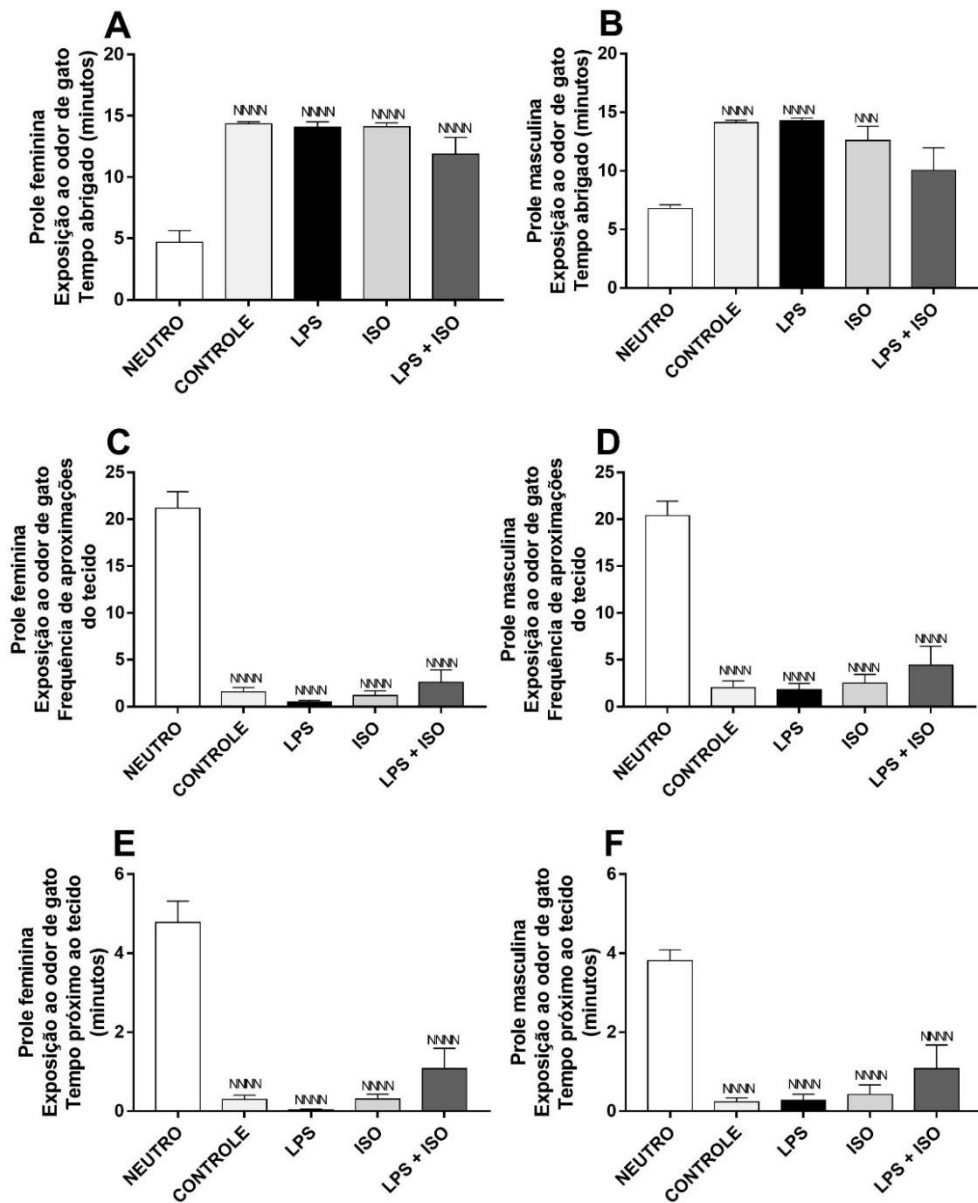 A
Prole feminina
Exposição ao odor de gato
Tempo abrigado (minutos)
20
15
10
5
0
NNNN
NNNN
NNNN
NNNN
NEUTRO
CONTROLE
LPS
ISO
LPS + ISO
B
Prole masculina
Exposição ao odor de gato
Tempo abrigado (minutos)
20
15
10
5
0
NNNN
NNNN
NNN
NEUTRO
CONTROLE
LPS
ISO
LPS + ISO
C
Prole feminina
Exposição ao odor de gato
Frequência de aproximações
do tecido
25
20
15
10
5
0
NNNN
NNNN
NNNN
NNNN
NEUTRO
CONTROLE
LPS
ISO
LPS + ISO
D
Prole masculina
Exposição ao odor de gato
Frequência de aproximações
do tecido
25
20
15
10
5
0
NNNN
NNNN
NNNN
NNNN
NEUTRO
CONTROLE
LPS
ISO
LPS + ISO
E
Prole feminina
Exposição ao odor de gato
Tempo próximo ao tecido
(minutos)
6
4
2
0
NNNN
NNNN
NNNN
NNNN
NEUTRO
CONTROLE
LPS
ISO
LPS + ISO
F
Prole masculina
Exposição ao odor de gato
Tempo próximo ao tecido
(minutos)
6
4
2
0
NNNN
NNNN
NNNN
NNNN
NEUTRO
CONTROLE
LPS
ISO
LPS + ISO